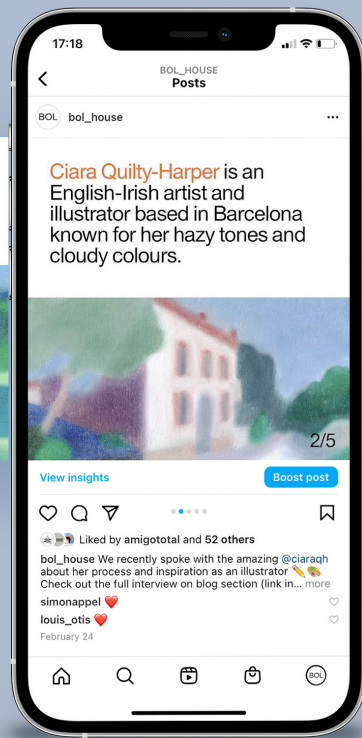 17:18
BOL_HOUSE
Posts
BOL bol_house
Ciara Quilty-Harper is an
English-Irish artist and
illustrator based in Barcelona
known for her hazy tones and
cloudy colours.
2/5
View insights
Boost post
Liked by amigototal and 52 others
bol_house We recently spoke with the amazing @ciaraqh
about her process and inspiration as an illustrator ✏️🎨
Check out the full interview on blog section (link in... more
simonappel ❤️
louis_otis ❤️
February 24
BOL